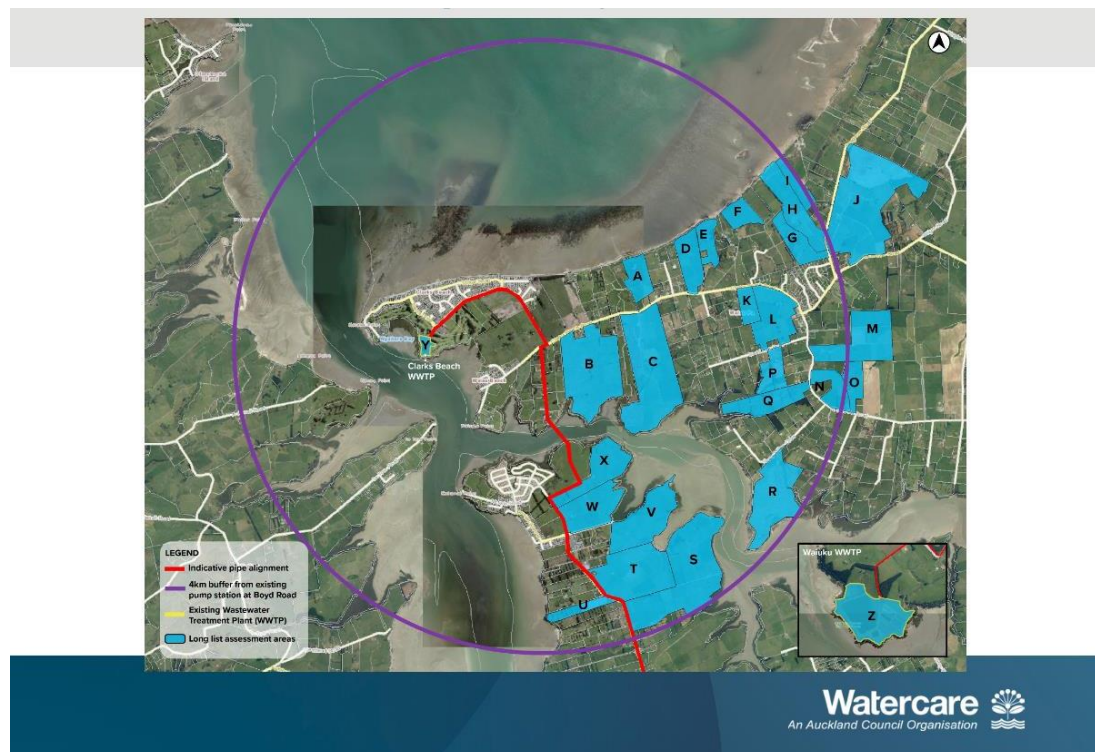 I
J
F
H
E
G
D
A
K
L
M
B
C
Y
P
Clarks Beach
WWTP
N
O
Q
X
R
W
V
S
T
U
LEGEND
Indicative pipe alignment
4km buffer from existing
pump station at Boyd Road
Existing Wastewater
Treatment Plant (WWTP)
Long list assessment areas
Waiuku WWTP
Z
Watercare
An Auckland Council Organisation